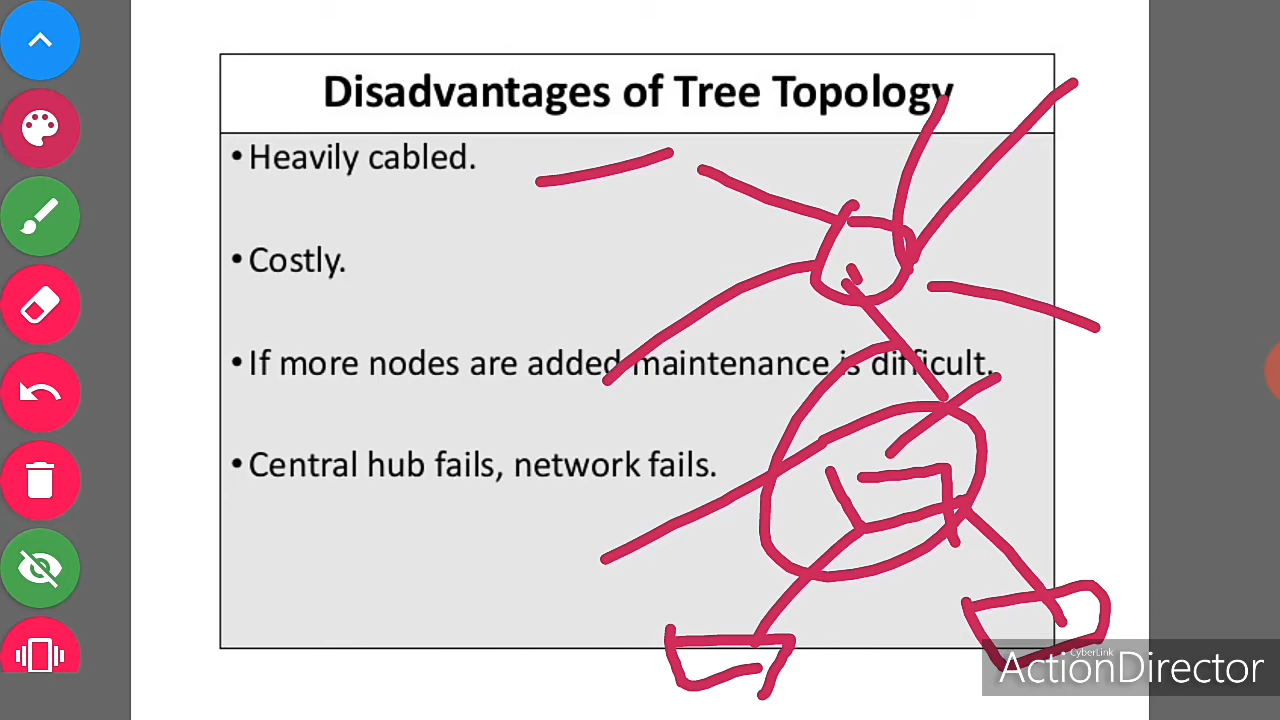 Disadvantages of Tree Topology
• Heavily cabled.
• Costly.
• If more nodes are added maintenance is difficult.
• Central hub fails, network fails.
CyberLink
ActionDirector